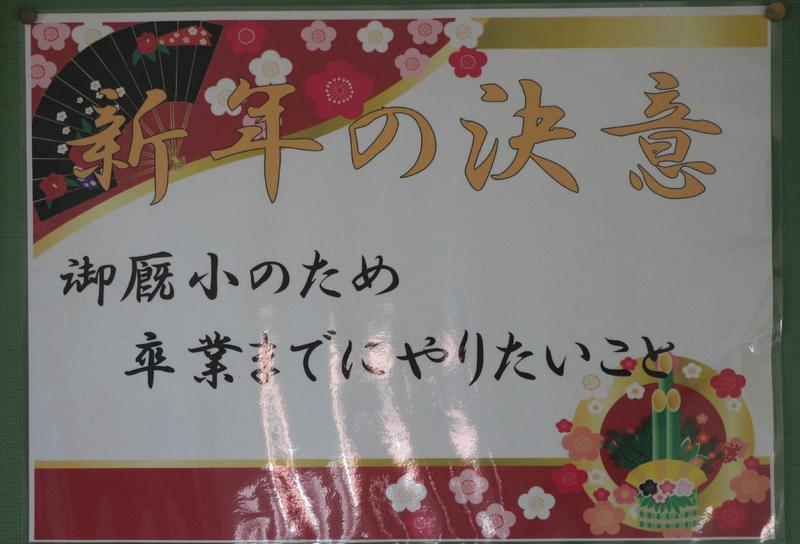 新年の決意
御厩小のため
卒業までにやりたいこと